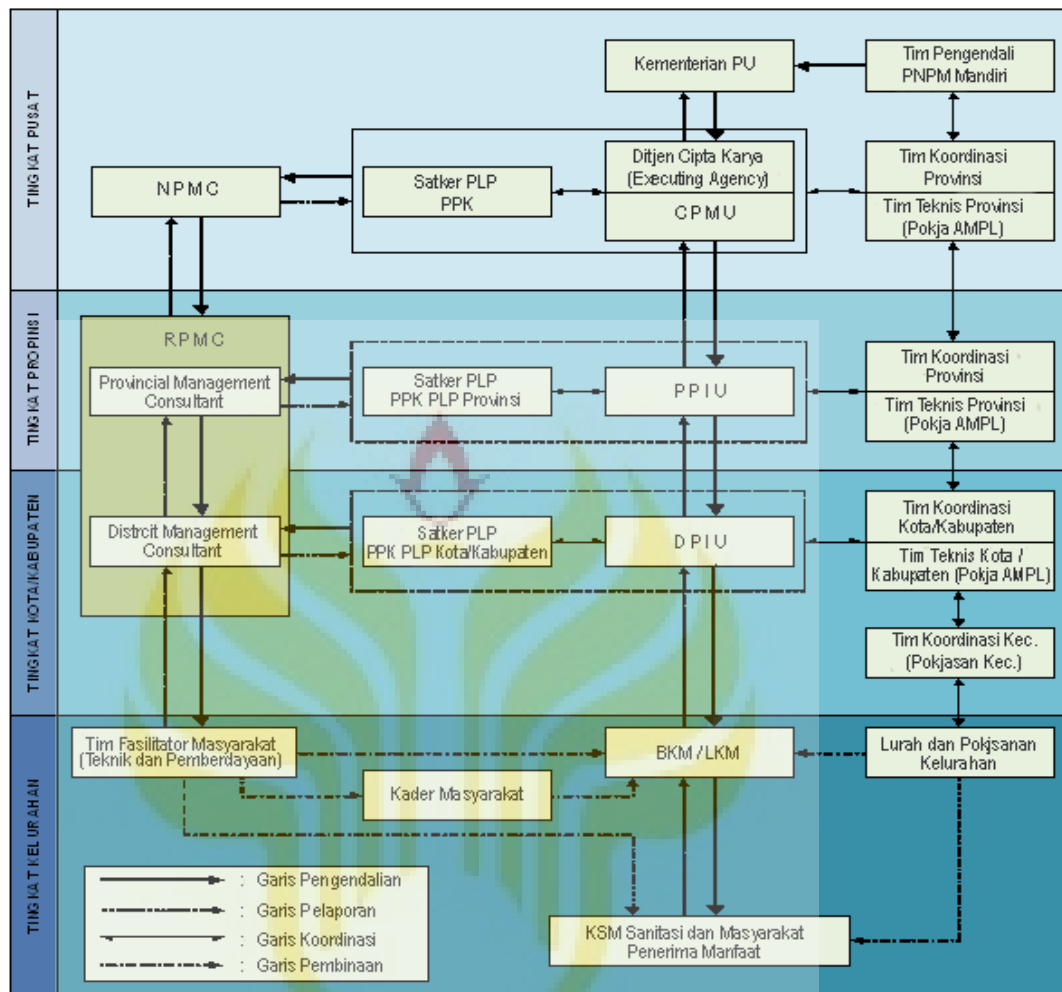 TINGKAT PUSAT
Kementerian PU
Tim Pengendali
PNPM Mandiri
NPMC
Satker PLP
PPK
Ditjen Cipta Karya
(Executing Agency)
CPMU
Tim Koordinasi
Provinsi
Tim Teknis Provinsi
(Pokja AMPL)
TINGKAT PROPINSI
RPMC
Provincial Management
Consultant
Satker PLP
PPK PLP Provinsi
PPIU
Tim Koordinasi
Provinsi
Tim Teknis Provinsi
(Pokja AMPL)
TINGKAT KOTA/KABUPATEN
Distrcit Management
Consultant
Satker PLP
PPK PLP Kota/Kabupaten
DPIU
Tim Koordinasi
Kota/Kabupaten
Tim Teknis Kota /
Kabupaten (Pokja AMPL)
Tim Koordinasi Kec.
(Pokjasan Kec.)
TINGKAT KELURAHAN
Tim Fasilitator Masyarakat
(Teknik dan Pemberdayaan)
BKM / LKM
Lurah dan Pokjsanan
Kelurahan
Kader Masyarakat
: Garis Pengendalian
: Garis Pelaporan
: Garis Koordinasi
: Garis Pembinaan
KSM Sanitasi dan Masyarakat
Penerima Manfaat